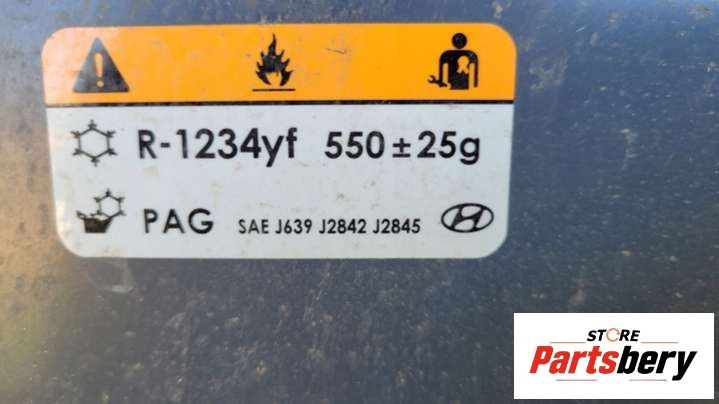 R-1234yf 550±25g
PAG SAE J639 J2842 J2845
STORE
Partsbery